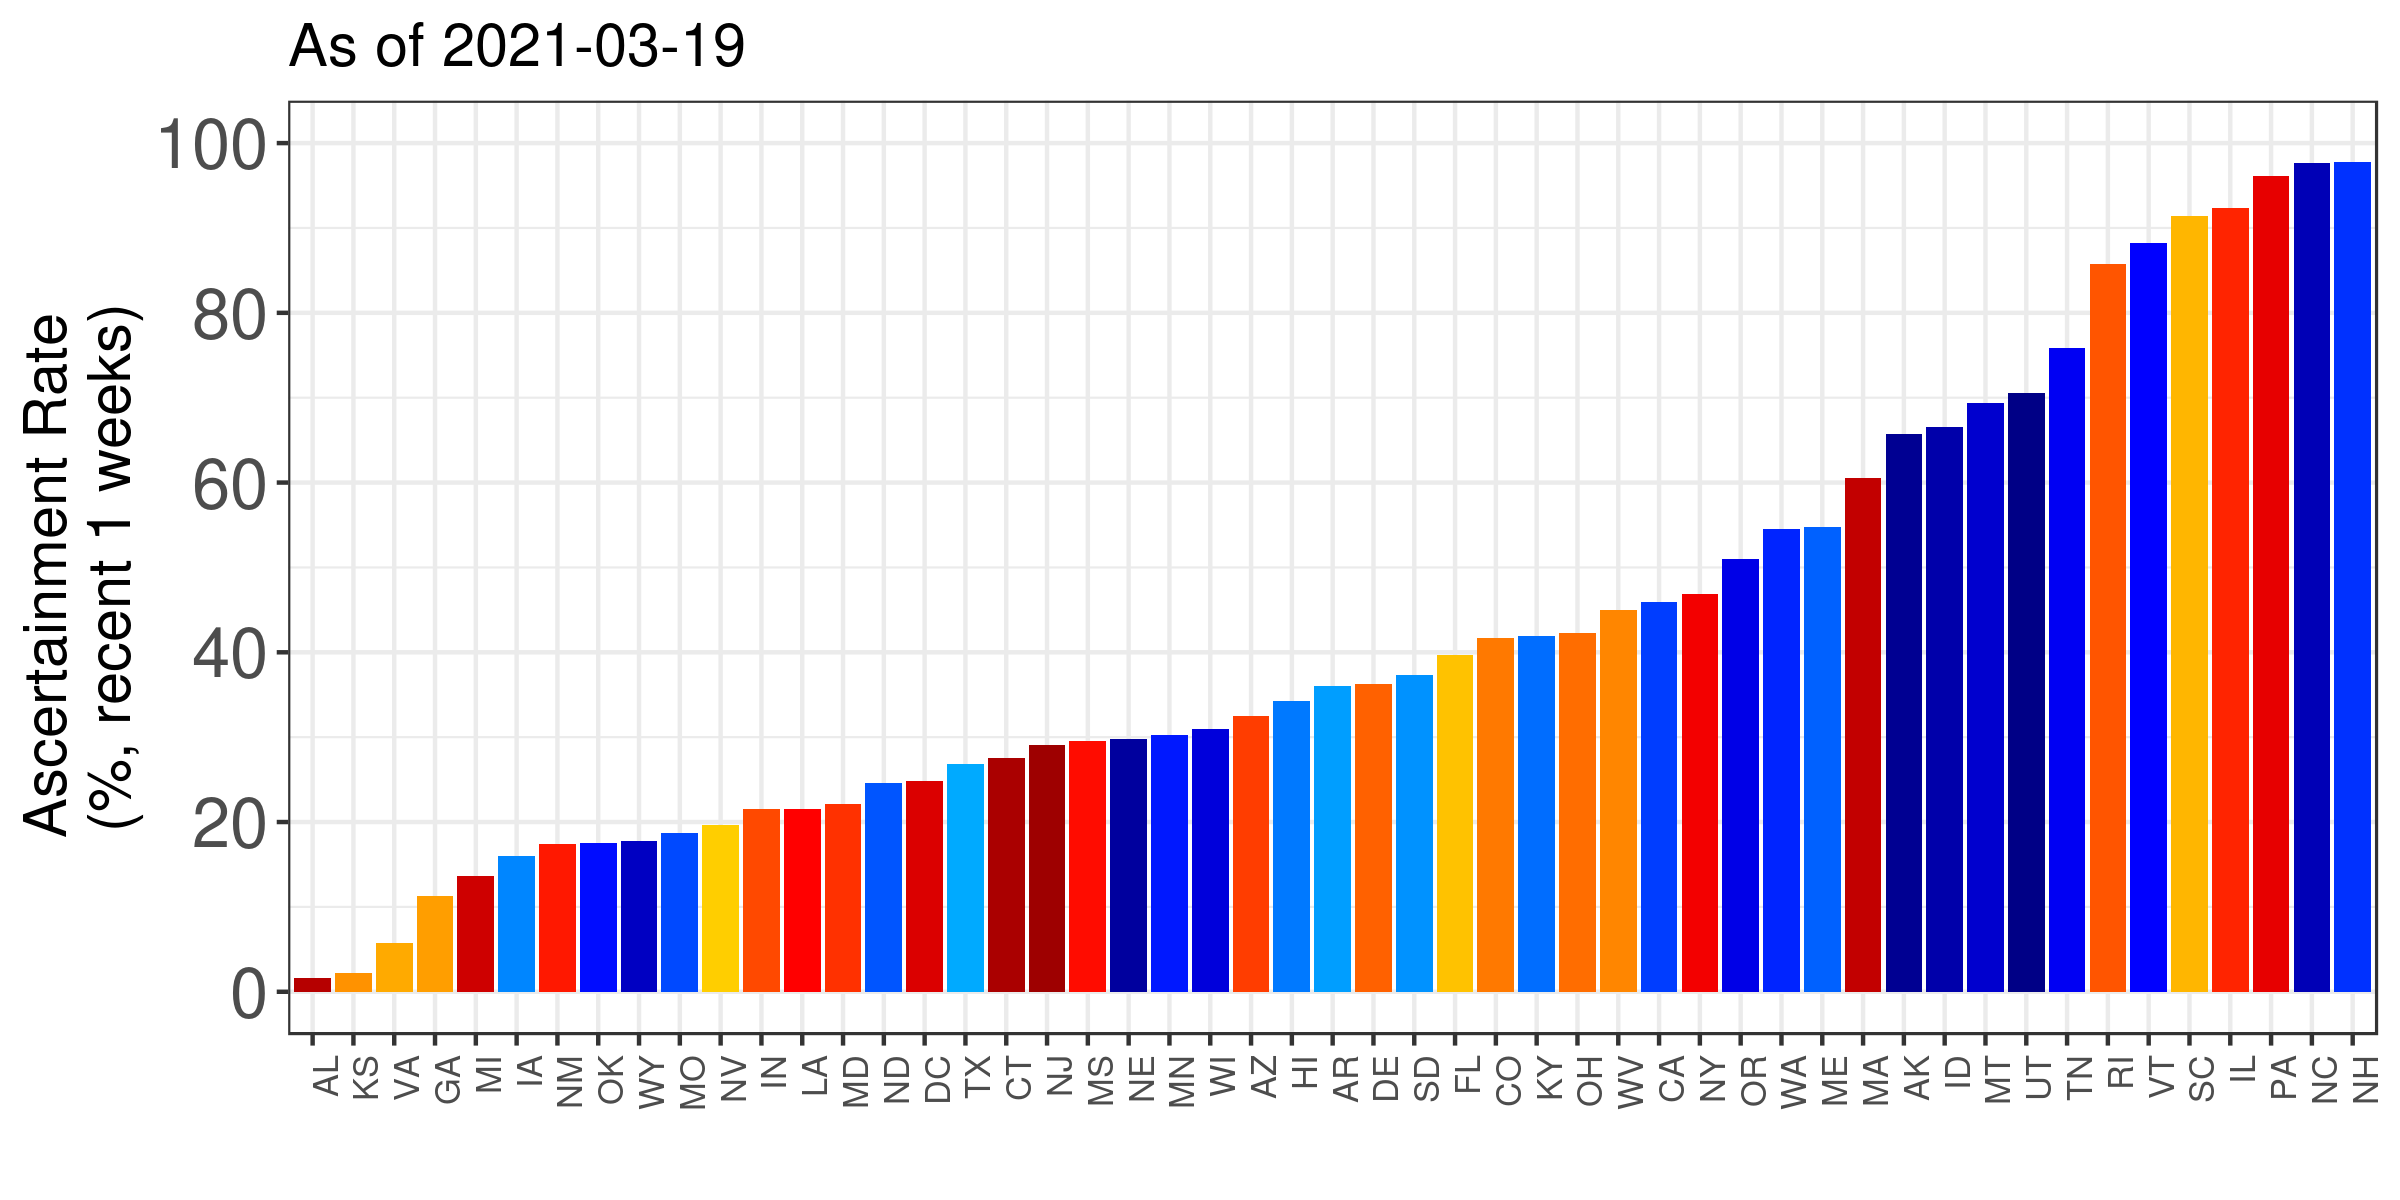 As of 2021-03-19
Ascertainment Rate
(%, recent 1 weeks)
100
80
60
40
20
0
AL
KS
VA
GA
MI
IA
NM
OK
WY
MO
NV
IN
LA
MD
ND
DC
TX
CT
NJ
MS
NE
MN
WI
AZ
HI
AR
DE
SD
FL
CO
KY
OH
WV
CA
NY
OR
WA
ME
MA
AK
ID
MT
UT
TN
RI
VT
SC
IL
PA
NC
NH